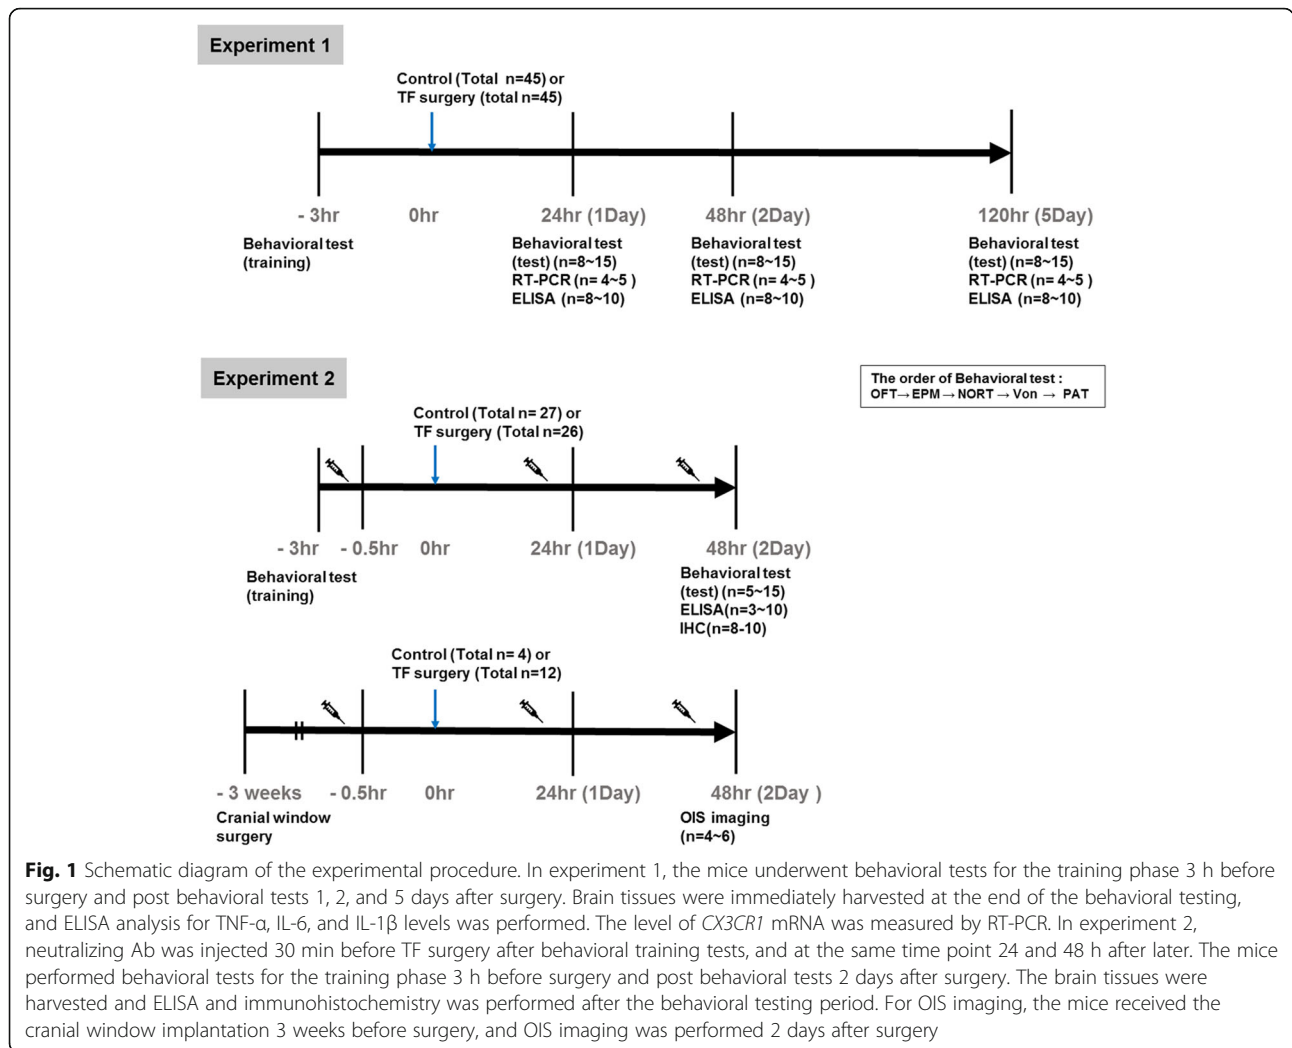 Experiment 1
Control (Total n=45) or
TF surgery (total n=45)
- 3hr 0hr 24hr (1Day) 48hr (2Day) 120hr (5Day)
Behavioral test
(training)
Behavioral test
(test) (n=8~15)
RT-PCR (n= 4~5 )
ELISA (n=8~10)
Behavioral test
(test) (n=8~15)
RT-PCR (n= 4~5 )
ELISA (n=8~10)
Behavioral test
(test) (n=8~15)
RT-PCR (n= 4~5 )
ELISA (n=8~10)
Experiment 2
The order of Behavioral test :
OFT→EPM→NORT→Von → PAT
Control (Total n= 27) or
TF surgery (Total n=26)
- 3hr - 0.5hr 0hr 24hr (1Day) 48hr (2Day)
Behavioral test
(training)
Behavioral test
(test) (n=5~15)
ELISA(n=3~10)
IHC(n=8-10)
Control (Total n= 4) or
TF surgery (Total n=12)
- 3 weeks - 0.5hr 0hr 24hr (1Day) 48hr (2Day )
Cranial window
surgery
OIS imaging
(n=4~6)
Fig. 1 Schematic diagram of the experimental procedure. In experiment 1, the mice underwent behavioral tests for the training phase 3 h before
surgery and post behavioral tests 1, 2, and 5 days after surgery. Brain tissues were immediately harvested at the end of the behavioral testing,
and ELISA analysis for TNF-α, IL-6, and IL-1β levels was performed. The level of CX3CR1 mRNA was measured by RT-PCR. In experiment 2,
neutralizing Ab was injected 30 min before TF surgery after behavioral training tests, and at the same time point 24 and 48 h after later. The mice
performed behavioral tests for the training phase 3 h before surgery and post behavioral tests 2 days after surgery. The brain tissues were
harvested and ELISA and immunohistochemistry was performed after the behavioral testing period. For OIS imaging, the mice received the
cranial window implantation 3 weeks before surgery, and OIS imaging was performed 2 days after surgery